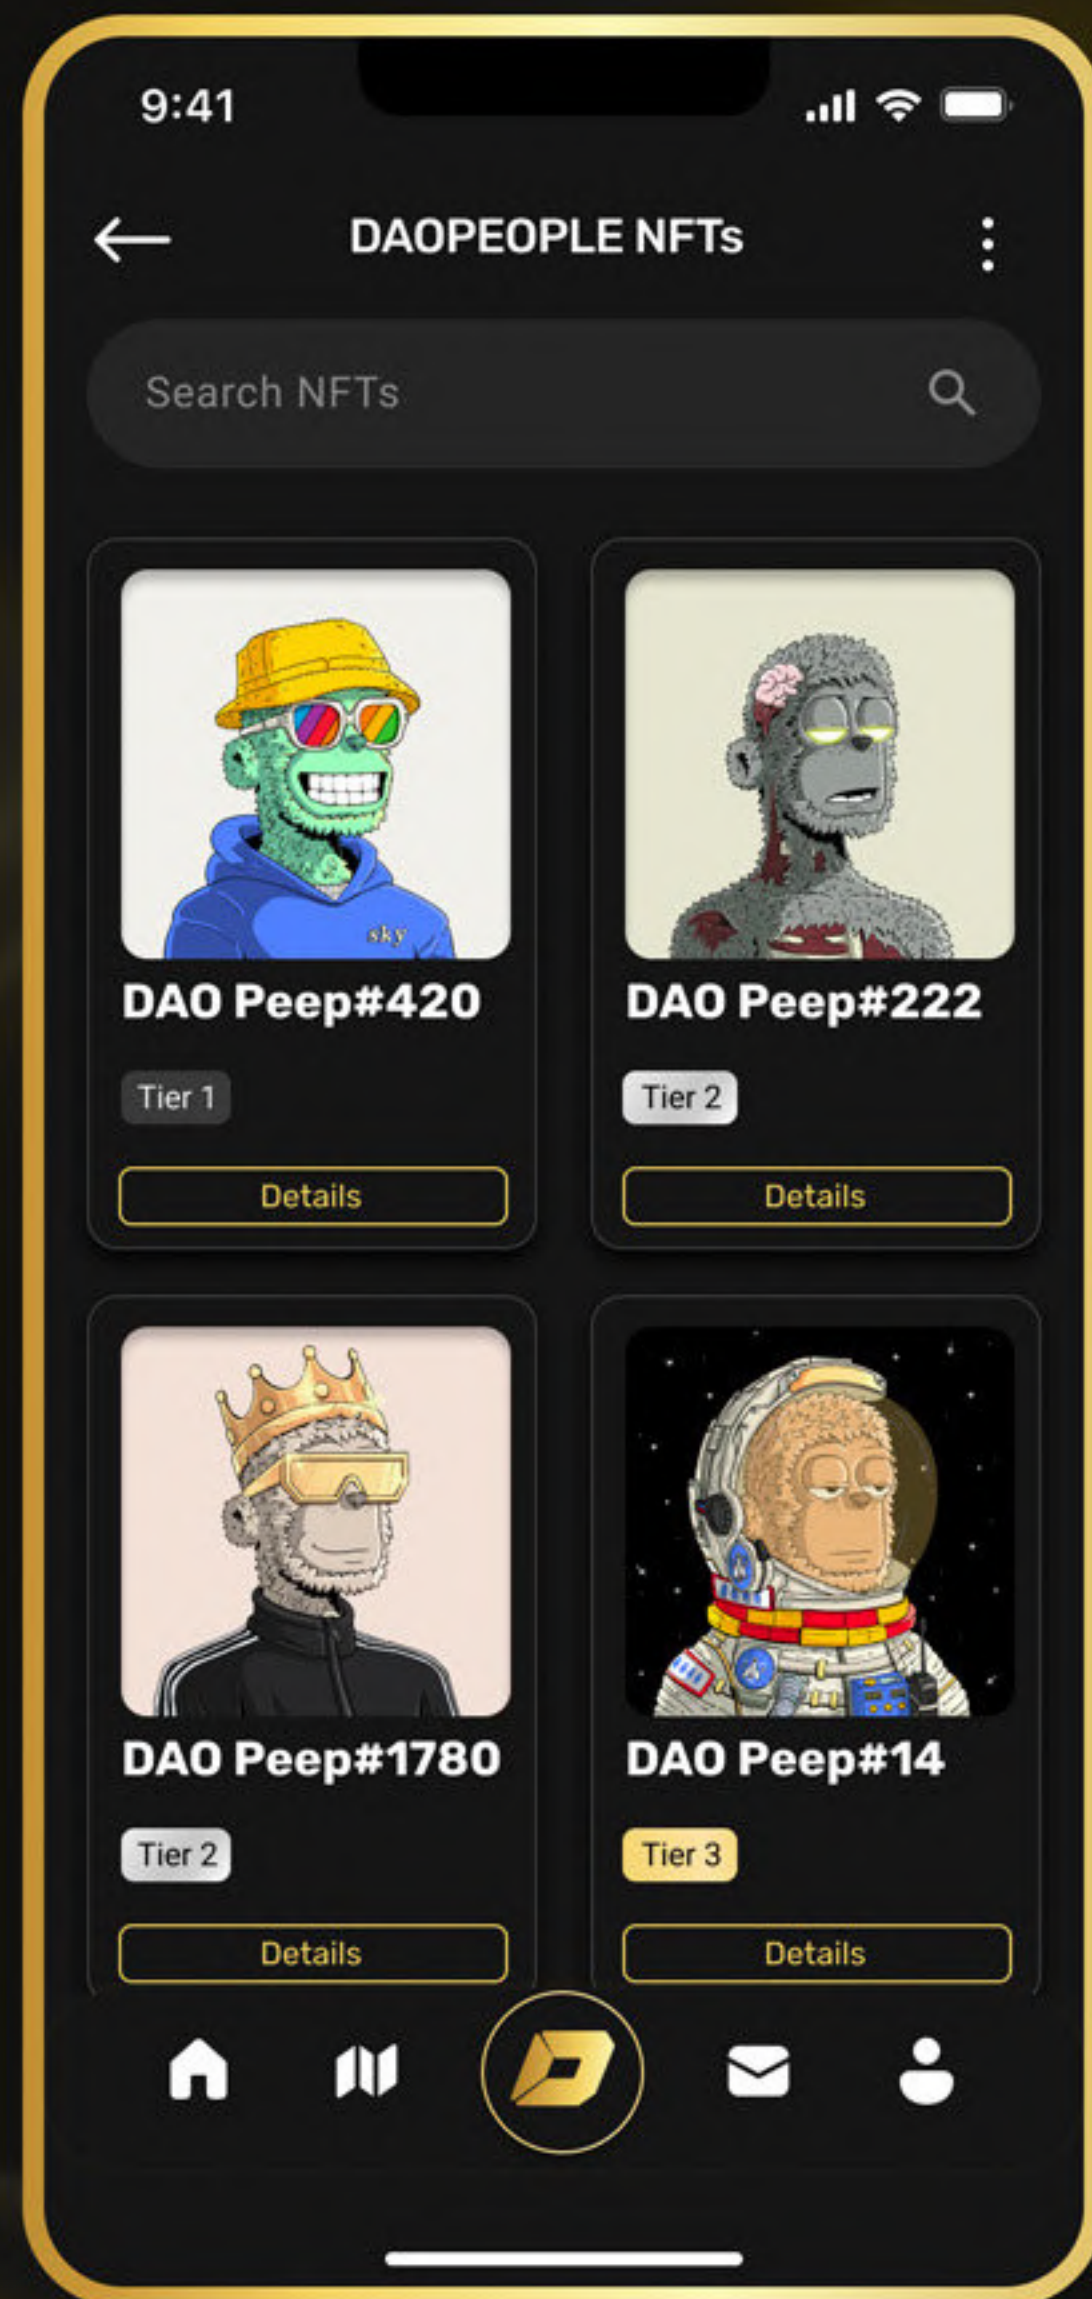 9:41
DAOPEOPLE NFTs
Search NFTs
sky
DAO Peep#420
Tier 1
Details
DAO Peep#222
Tier 2
Details
DAO Peep#1780
Tier 2
Details
DAO Peep#14
Tier 3
Details